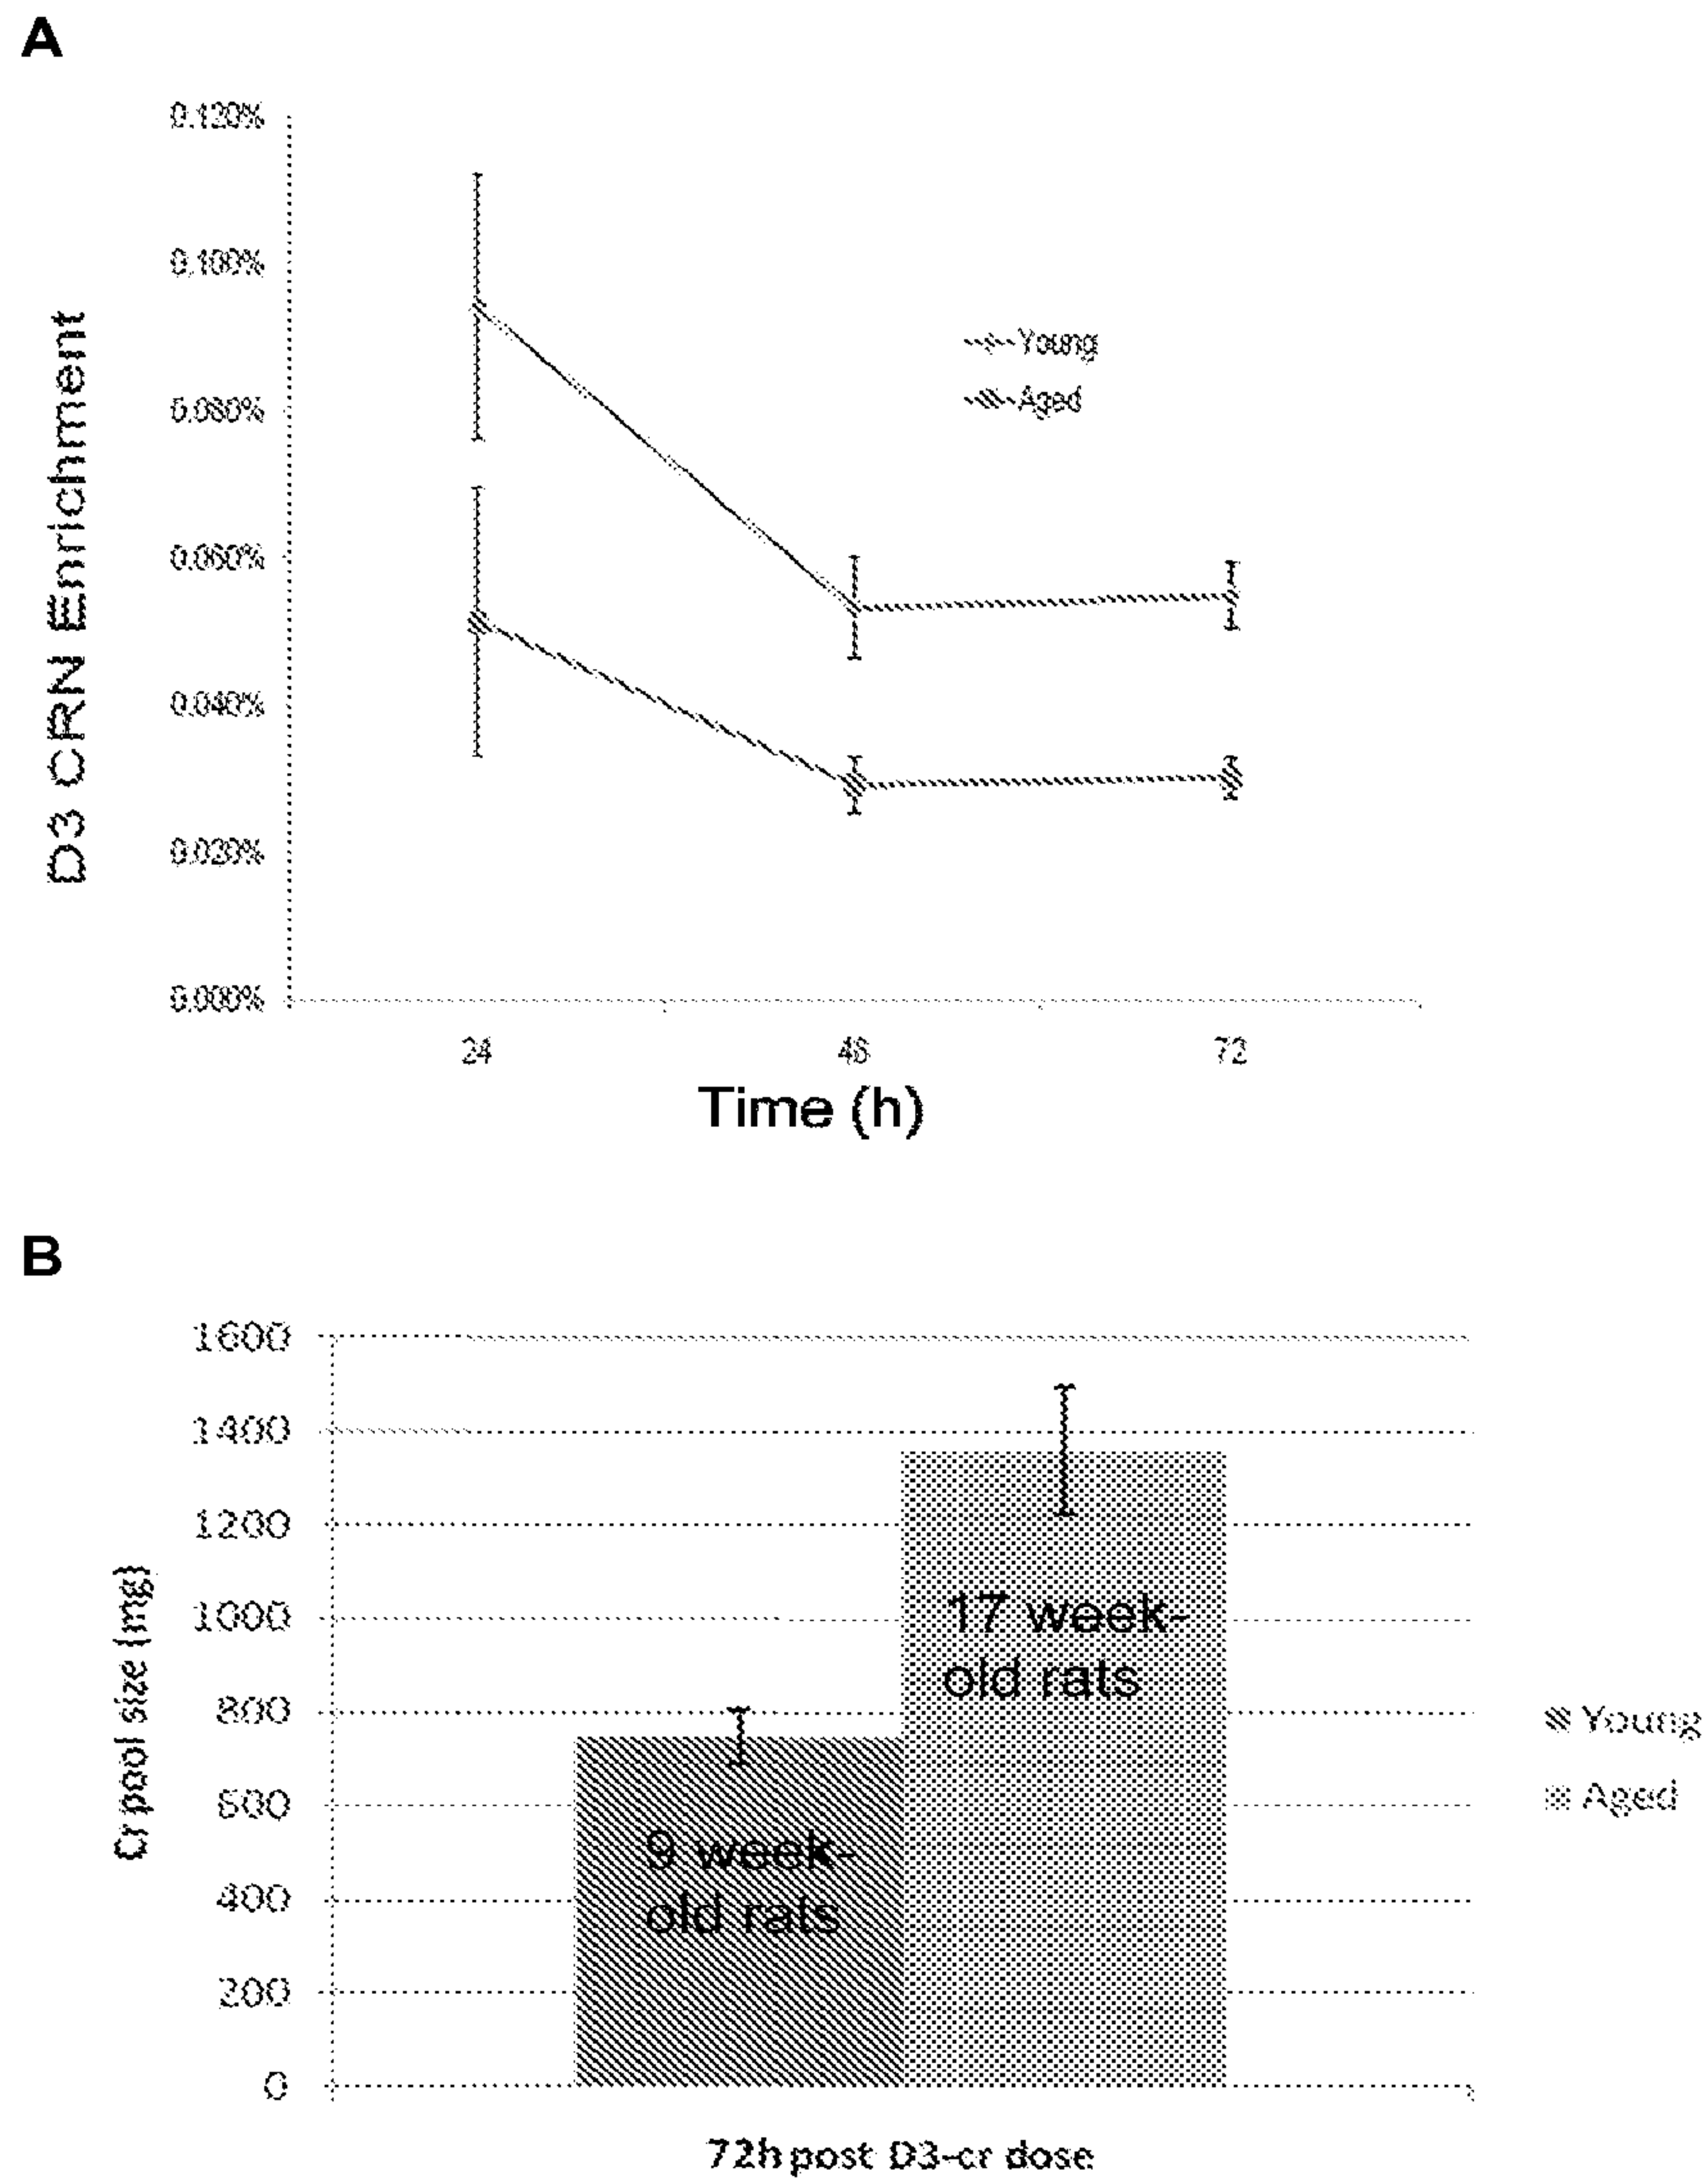 A
0.120%
0.100%
0.080%
0.060%
0.040%
0.020%
0.000%
D3 CRN Enrichment
Young
Aged
24
48
72
Time (h)
B
1600
1400
1200
1000
800
600
400
200
0
Cr pool size (mg)
17 week-
old rats
9 week-
old rats
Young
Aged
72h post D3-cr dose